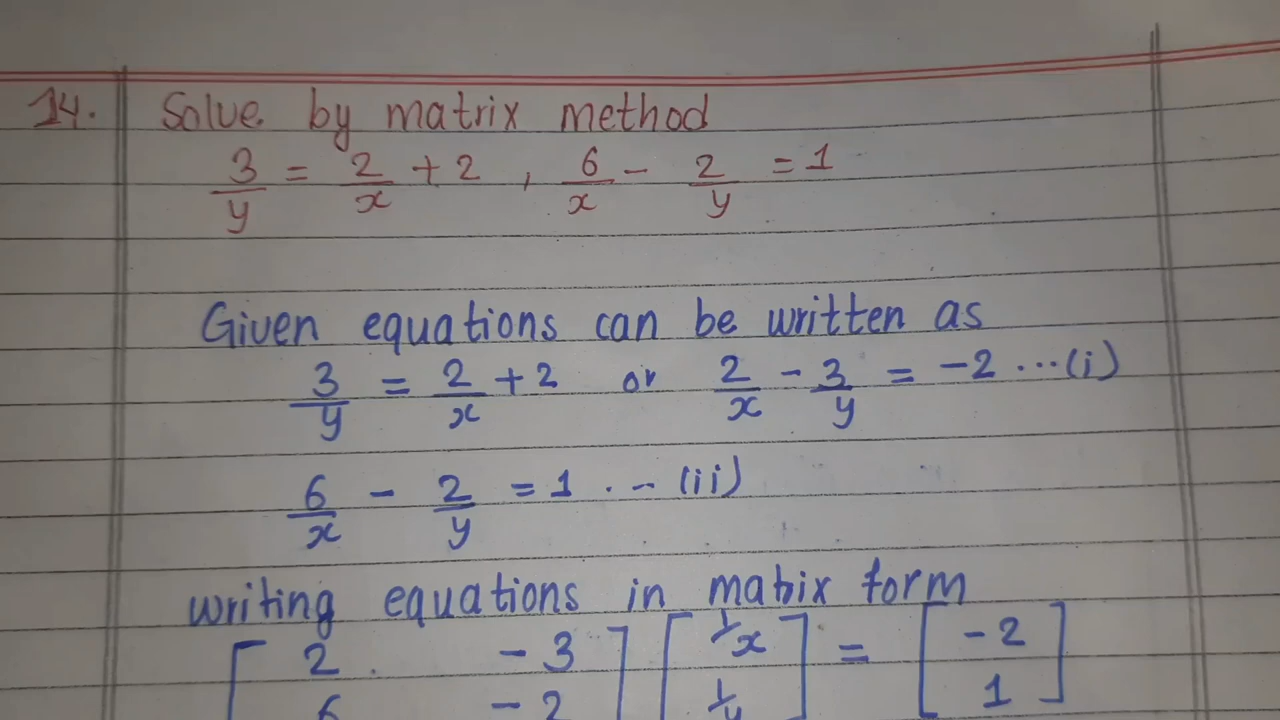 14. Solve by matrix method
3/y = 2/x + 2 , 6/x - 2/y = 1
Given equations can be written as
3/y = 2/x + 2 or 2/x - 3/y = -2 ...(i)
6/x - 2/y = 1 . -- (ii)
writing equations in matrix form
[2 . -3] [1/x] = [-2]
[6 -2] [1/y] [1]